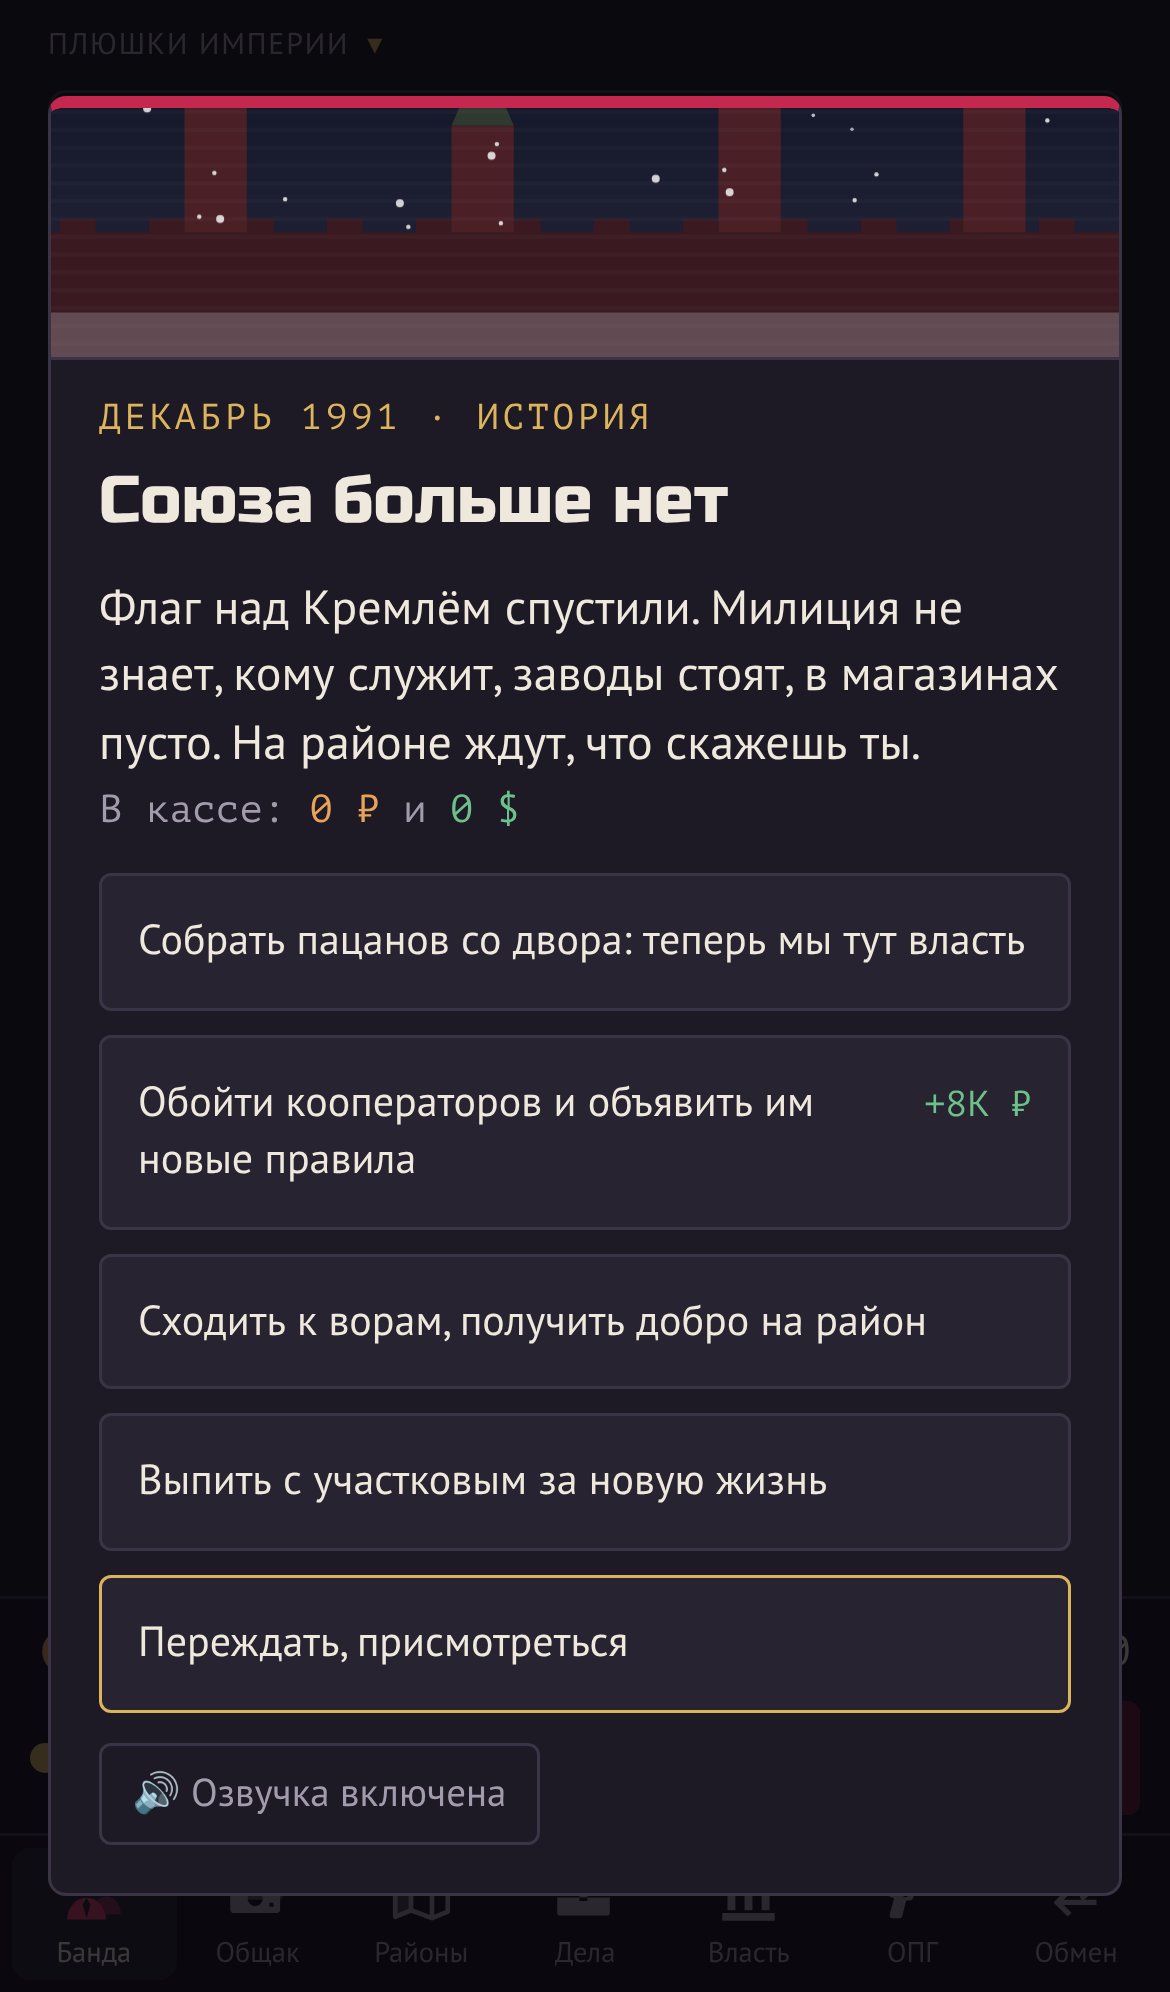 ПЛЮШКИ ИМПЕРИИ ▼
ДЕКАБРЬ 1991 · ИСТОРИЯ
Союза больше нет
Флаг над Кремлём спустили. Милиция не
знает, кому служит, заводы стоят, в магазинах
пусто. На районе ждут, что скажешь ты.
В кассе: 0 ₽ и 0 $
Собрать пацанов со двора: теперь мы тут власть
Обойти кооператоров и объявить им +8K ₽
новые правила
Сходить к ворам, получить добро на район
Выпить с участковым за новую жизнь
Переждать, присмотреться
🔊 Озвучка включена
Банда Общак Районы Дела Власть ОПГ Обмен